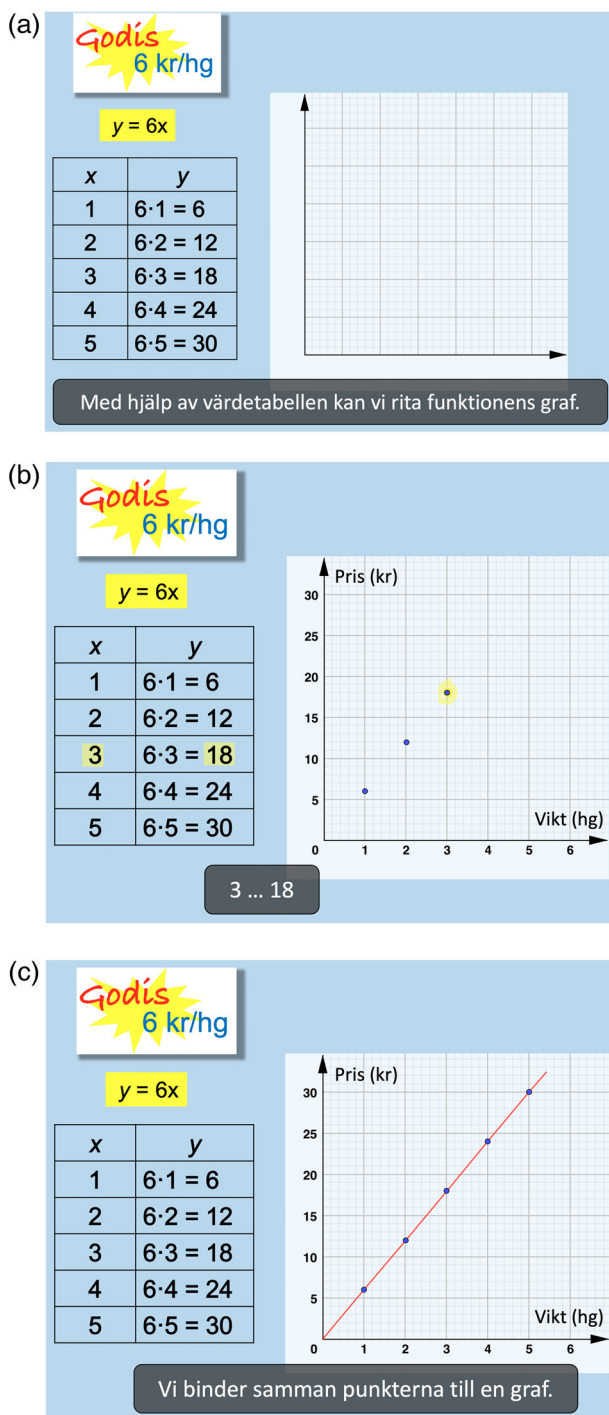 (a)
Godis
6 kr/hg
y = 6x
x y
1 6·1 = 6
2 6·2 = 12
3 6·3 = 18
4 6·4 = 24
5 6·5 = 30
Med hjälp av värdetabellen kan vi rita funktionens graf.
(b)
Godis
6 kr/hg
y = 6x
x y
1 6·1 = 6
2 6·2 = 12
3 6·3 = 18
4 6·4 = 24
5 6·5 = 30
Pris (kr)
30
25
20
15
10
5
Vikt (hg)
0 1 2 3 4 5 6
3 ... 18
(c)
Godis
6 kr/hg
y = 6x
x y
1 6·1 = 6
2 6·2 = 12
3 6·3 = 18
4 6·4 = 24
5 6·5 = 30
Pris (kr)
30
25
20
15
10
5
Vikt (hg)
0 1 2 3 4 5 6
Vi binder samman punkterna till en graf.